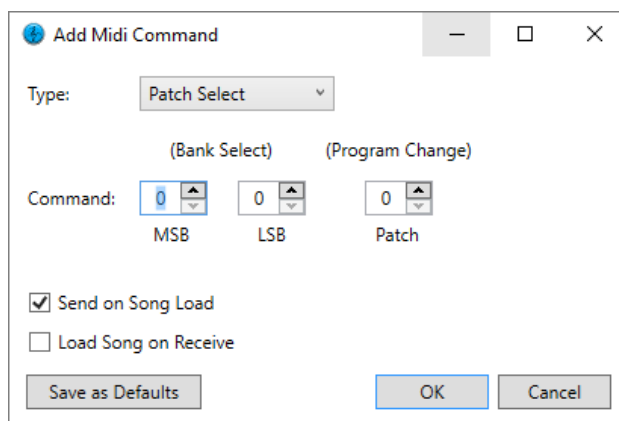 Add Midi Command
Type: Patch Select
(Bank Select) (Program Change)
Command: 0 0 0
MSB LSB Patch
Send on Song Load
Load Song on Receive
Save as Defaults OK Cancel